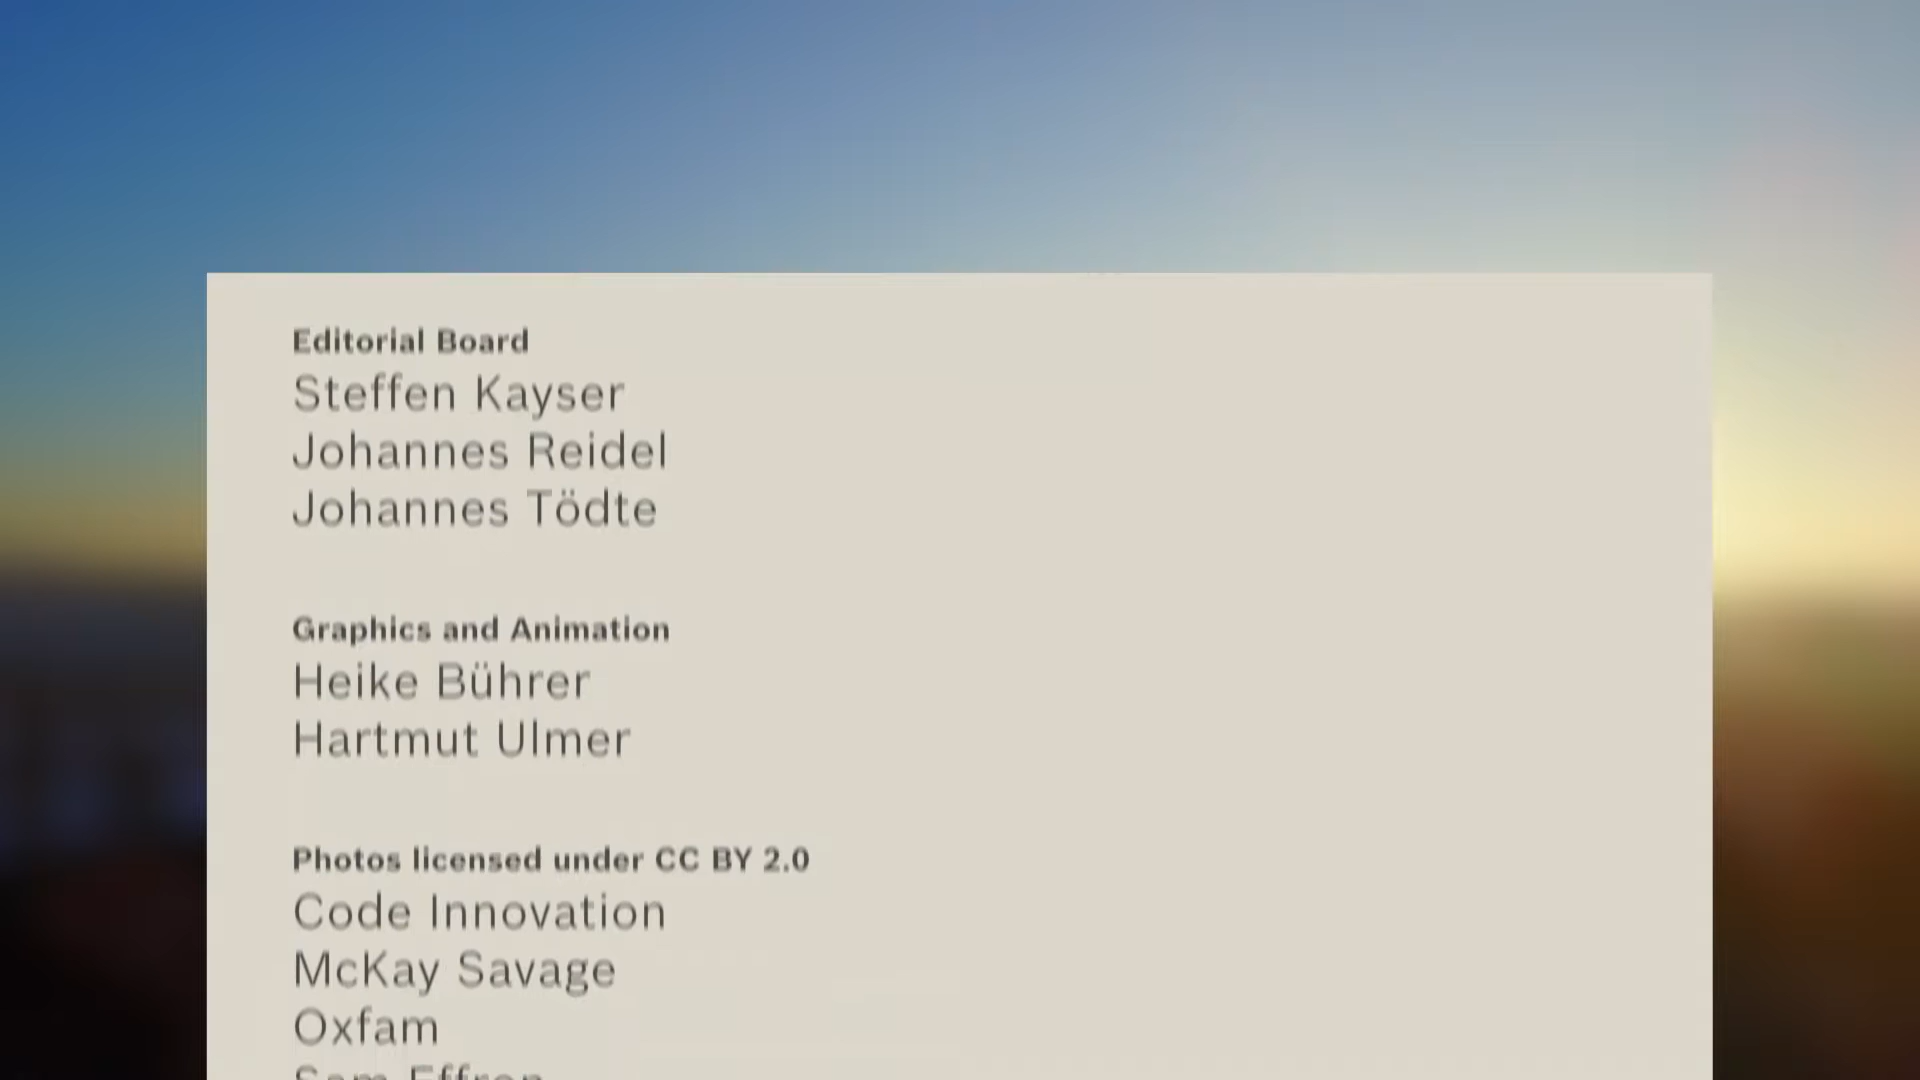 Editorial Board
Steffen Kayser
Johannes Reidel
Johannes Tödte
Graphics and Animation
Heike Bührer
Hartmut Ulmer
Photos licensed under CC BY 2.0
Code Innovation
McKay Savage
Oxfam